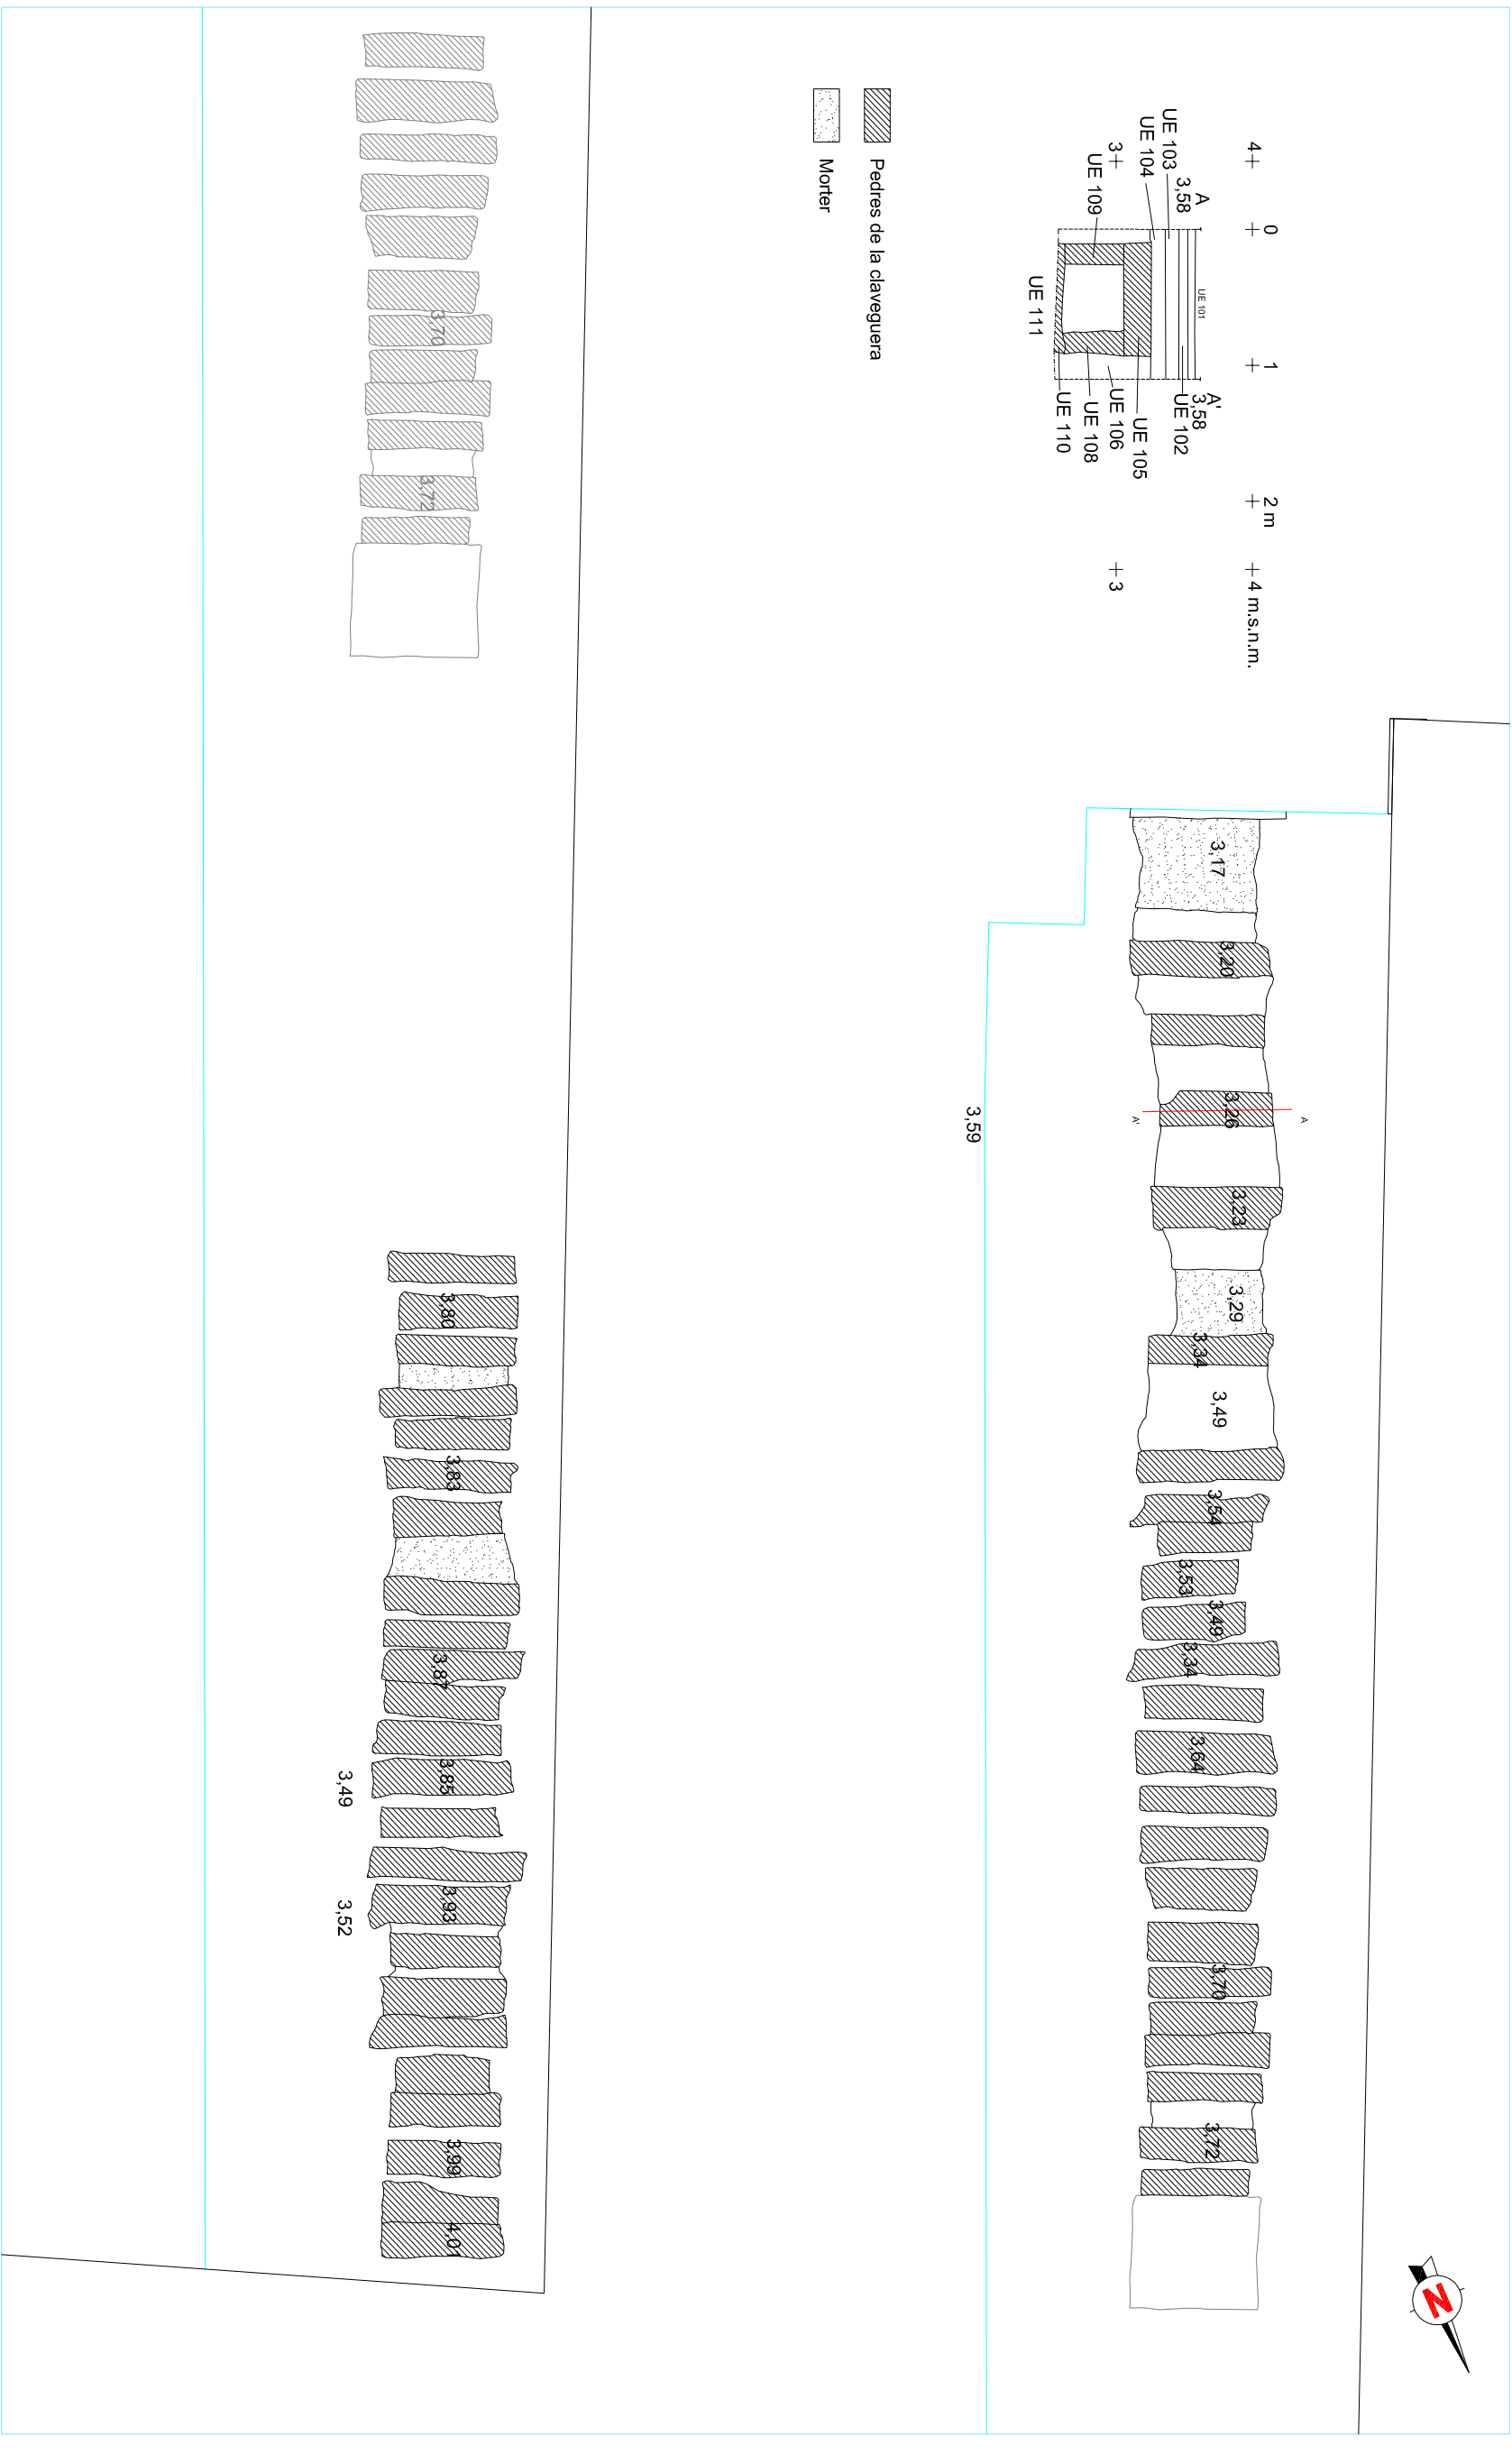 0
1
2 m
4
4 m.s.n.m.
A
3,58
A'
3,58
UE 103
UE 104
UE 101
UE 102
3
3
UE 109
UE 105
UE 106
UE 108
UE 110
UE 111
Pedres de la claveguera
Morter
N
A
A'
3,17
3,20
3,26
3,23
3,29
3,34
3,49
3,54
3,53
3,49
3,34
3,64
3,70
3,72
3,59
3,70
3,72
3,80
3,83
3,87
3,85
3,93
3,99
4,01
3,49
3,52